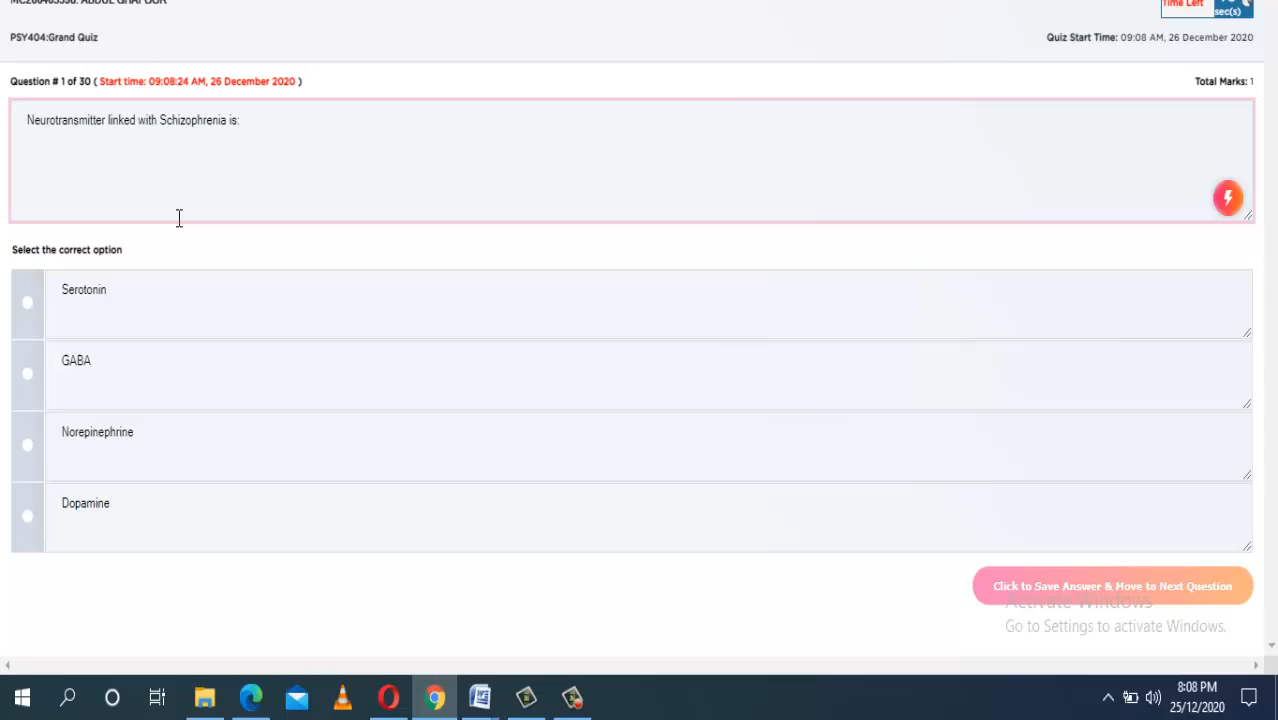 PSY404:Grand Quiz
Time Left
sec(s)
Quiz Start Time: 09:08 AM, 26 December 2020
Question # 1 of 30 ( Start time: 09:08:24 AM, 26 December 2020 )
Total Marks: 1
Neurotransmitter linked with Schizophrenia is:
Select the correct option
Serotonin
GABA
Norepinephrine
Dopamine
Click to Save Answer & Move to Next Question
Activate Windows
Go to Settings to activate Windows.
8:08 PM
25/12/2020